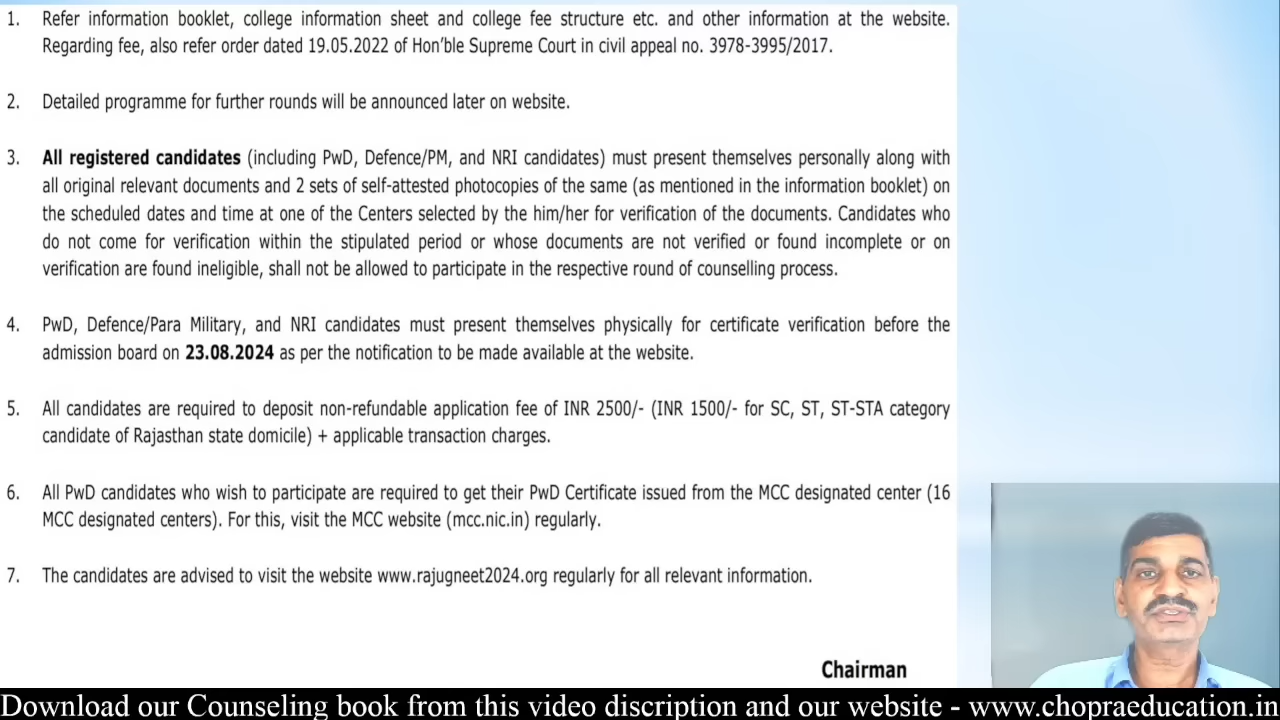 1. Refer information booklet, college information sheet and college fee structure etc. and other information at the website.
Regarding fee, also refer order dated 19.05.2022 of Hon'ble Supreme Court in civil appeal no. 3978-3995/2017.
2. Detailed programme for further rounds will be announced later on website.
3. All registered candidates (including PwD, Defence/PM, and NRI candidates) must present themselves personally along with
all original relevant documents and 2 sets of self-attested photocopies of the same (as mentioned in the information booklet) on
the scheduled dates and time at one of the Centers selected by the him/her for verification of the documents. Candidates who
do not come for verification within the stipulated period or whose documents are not verified or found incomplete or on
verification are found ineligible, shall not be allowed to participate in the respective round of counselling process.
4. PwD, Defence/Para Military, and NRI candidates must present themselves physically for certificate verification before the
admission board on 23.08.2024 as per the notification to be made available at the website.
5. All candidates are required to deposit non-refundable application fee of INR 2500/- (INR 1500/- for SC, ST, ST-STA category
candidate of Rajasthan state domicile) + applicable transaction charges.
6. All PwD candidates who wish to participate are required to get their PwD Certificate issued from the MCC designated center (16
MCC designated centers). For this, visit the MCC website (mcc.nic.in) regularly.
7. The candidates are advised to visit the website www.rajugneet2024.org regularly for all relevant information.
Chairman
Download our Counseling book from this video discription and our website - www.chopraeducation.in